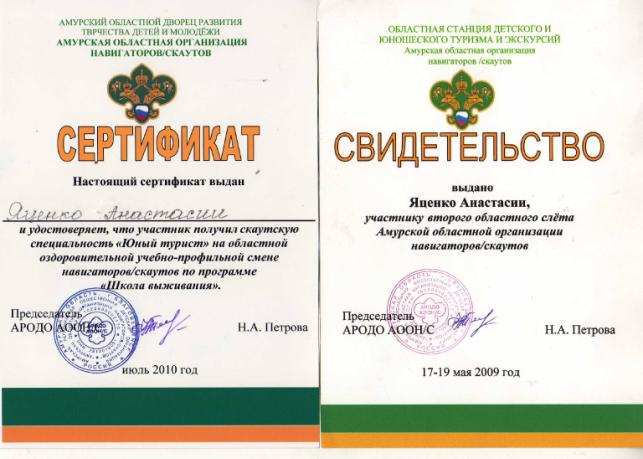 АМУРСКИЙ ОБЛАСТНОЙ ДВОРЕЦ РАЗВИТИЯ
ТВРЧЕСТВА ДЕТЕЙ И МОЛОДЁЖИ
АМУРСКАЯ ОБЛАСТНАЯ ОРГАНИЗАЦИЯ
НАВИГАТОРОВ/СКАУТОВ
СЕРТИФИКАТ
Настоящий сертификат выдан
Яценко Анастасии
и удостоверяет, что участник получил скаутскую
специальность «Юный турист» на областной
оздоровительной учебно-профильной смене
навигаторов/скаутов по программе
«Школа выживания».
Председатель
АРОДО АООН/С Н.А. Петрова
июль 2010 год
ОБЛАСТНАЯ СТАНЦИЯ ДЕТСКОГО И
ЮНОШЕСКОГО ТУРИЗМА И ЭКСКУРСИЙ
Амурская областная организация
навигаторов /скаутов
СВИДЕТЕЛЬСТВО
выдано
Яценко Анастасии,
участнику второго областного слёта
Амурской областной организации
навигаторов/скаутов
Председатель
АРОДО АООН/С Н.А. Петрова
17-19 мая 2009 год